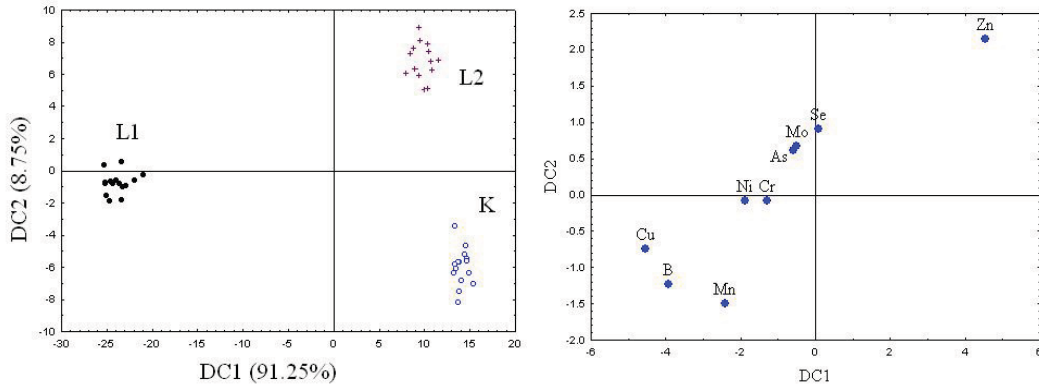 10
8
6
4
2
0
-2
-4
-6
-8
-10
DC2 (8.75%)
L1
L2
K
-30 -25 -20 -15 -10 -5 0 5 10 15 20
DC1 (91.25%)
2.5
2.0
1.5
1.0
0.5
0.0
-0.5
-1.0
-1.5
-2.0
DC2
Zn
Se
Mo
As
Ni Cr
Cu
B
Mn
-6 -4 -2 0 2 4 6
DC1